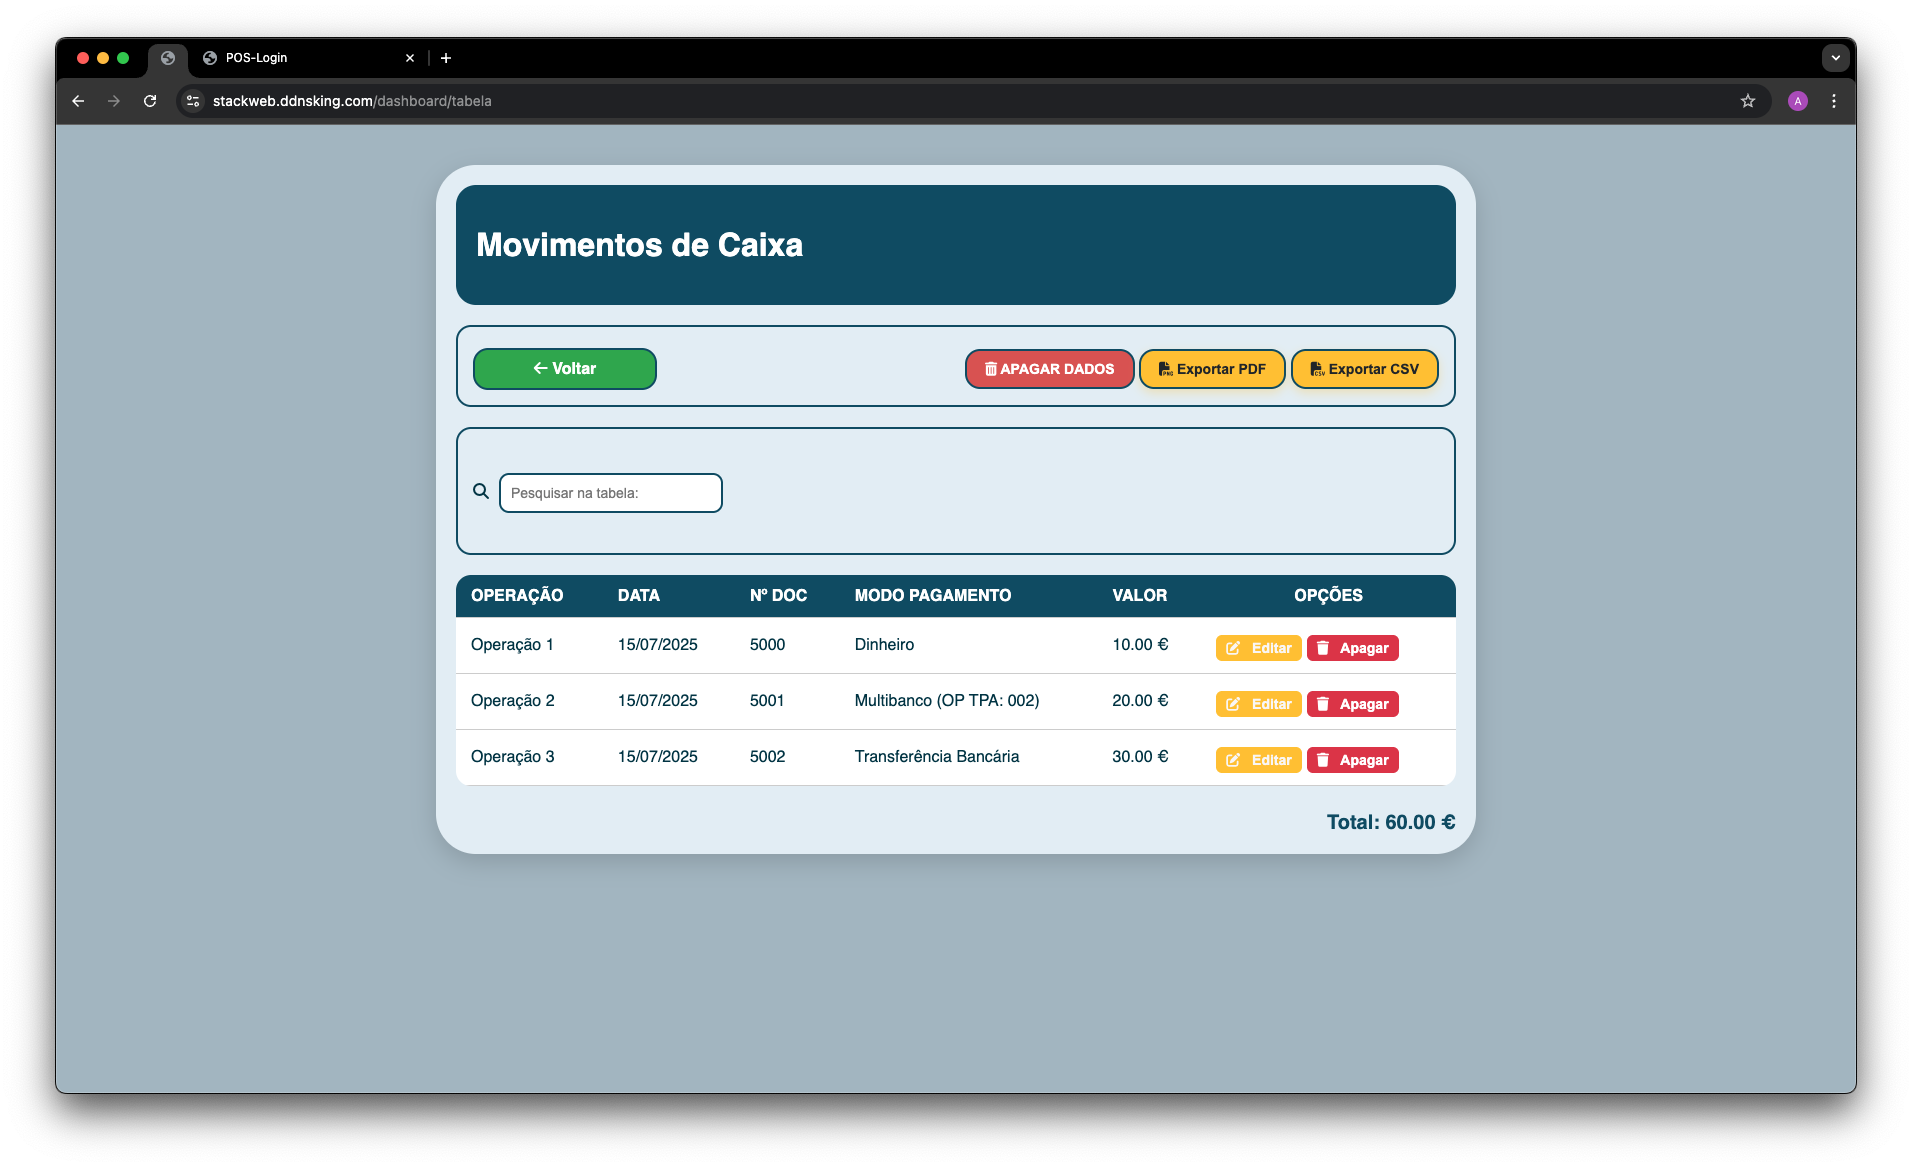 POS-Login
stackweb.ddnsking.com/dashboard/tabela
A
Movimentos de Caixa
Voltar
APAGAR DADOS
Exportar PDF
Exportar CSV
Pesquisar na tabela:
OPERAÇÃO DATA Nº DOC MODO PAGAMENTO VALOR OPÇÕES
Operação 1 15/07/2025 5000 Dinheiro 10.00 € Editar Apagar
Operação 2 15/07/2025 5001 Multibanco (OP TPA: 002) 20.00 € Editar Apagar
Operação 3 15/07/2025 5002 Transferência Bancária 30.00 € Editar Apagar
Total: 60.00 €